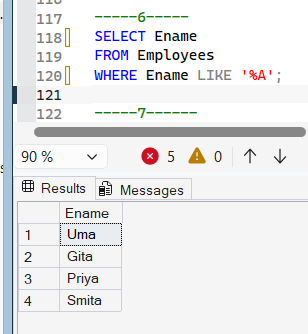 117 -----6-----
118 SELECT Ename
119 FROM Employees
120 WHERE Ename LIKE '%A';
121
122 -----7------
90 % 5 0
Results Messages
Ename
1 Uma
2 Gita
3 Priya
4 Smita